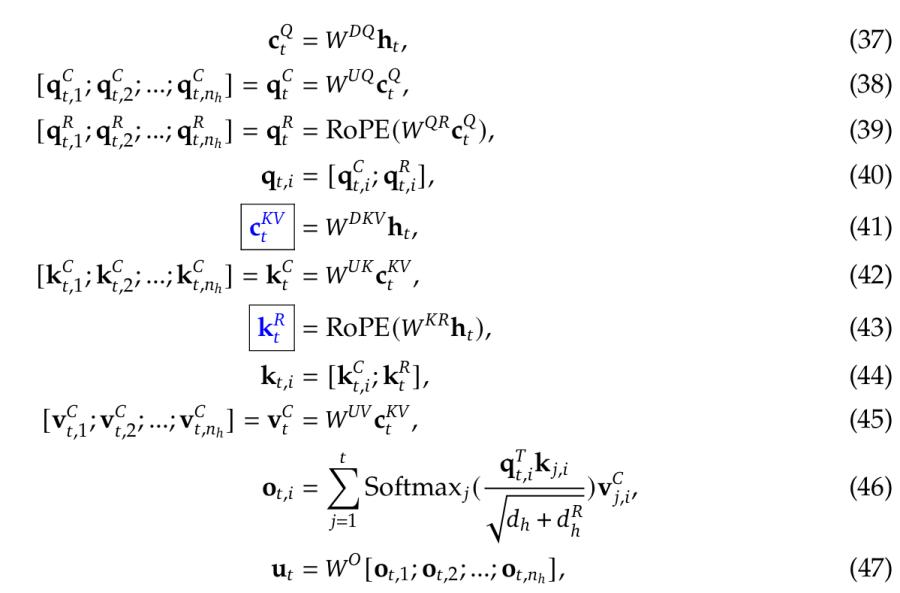 c_t^Q = W^{DQ} h_t, (37)
[q_{t,1}^C; q_{t,2}^C; ...; q_{t,n_h}^C] = q_t^C = W^{UQ} c_t^Q, (38)
[q_{t,1}^R; q_{t,2}^R; ...; q_{t,n_h}^R] = q_t^R = RoPE(W^{QR} c_t^Q), (39)
q_{t,i} = [q_{t,i}^C; q_{t,i}^R], (40)
c_t^{KV} = W^{DKV} h_t, (41)
[k_{t,1}^C; k_{t,2}^C; ...; k_{t,n_h}^C] = k_t^C = W^{UK} c_t^{KV}, (42)
k_t^R = RoPE(W^{KR} h_t), (43)
k_{t,i} = [k_{t,i}^C; k_t^R], (44)
[v_{t,1}^C; v_{t,2}^C; ...; v_{t,n_h}^C] = v_t^C = W^{UV} c_t^{KV}, (45)
o_{t,i} = \sum_{j=1}^{t} Softmax_j(\frac{q_{t,i}^T k_{j,i}}{\sqrt{d_h + d_h^R}}) v_{j,i}^C, (46)
u_t = W^O [o_{t,1}; o_{t,2}; ...; o_{t,n_h}], (47)